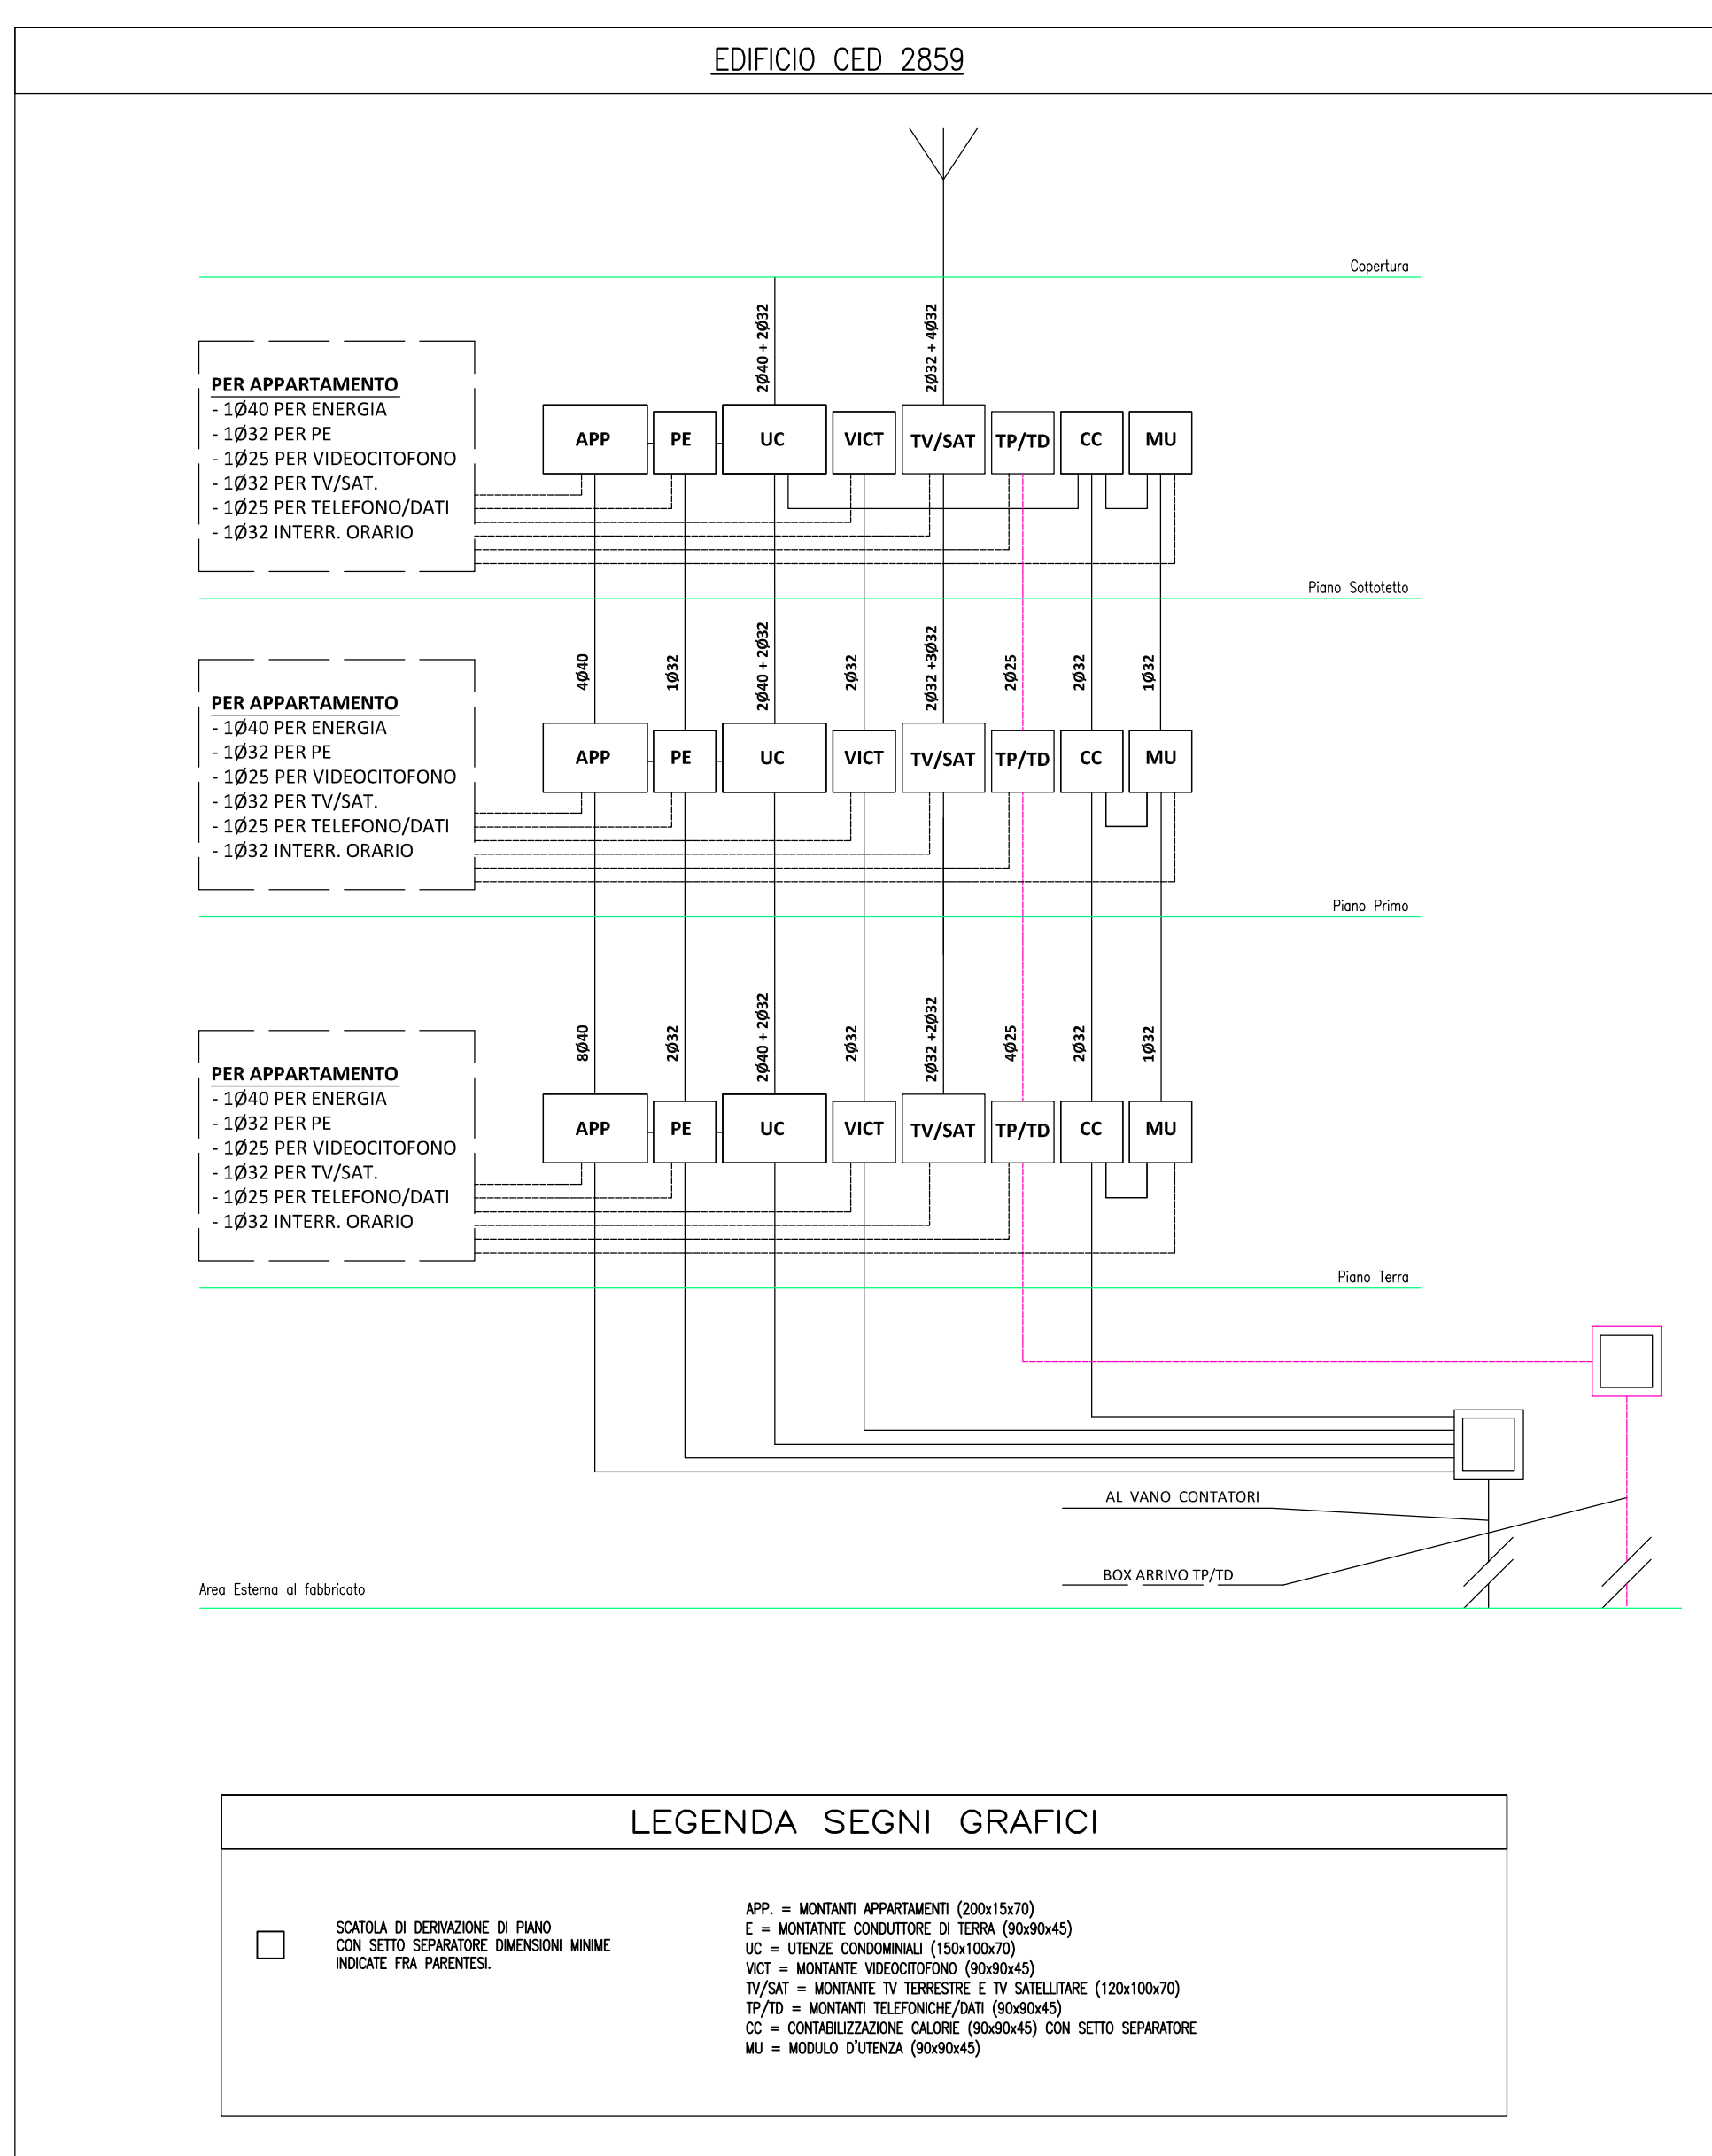 EDIFICIO CED 2859
Copertura
2Ø40 + 2Ø32
2Ø32 + 4Ø32
PER APPARTAMENTO
- 1Ø40 PER ENERGIA
- 1Ø32 PER PE
- 1Ø25 PER VIDEOCITOFONO
- 1Ø32 PER TV/SAT.
- 1Ø25 PER TELEFONO/DATI
- 1Ø32 INTERR. ORARIO
APP PE UC VICT TV/SAT TP/TD CC MU
Piano Sottotetto
4Ø40
1Ø32
2Ø40 + 2Ø32
2Ø32
2Ø32 +3Ø32
2Ø25
2Ø32
1Ø32
PER APPARTAMENTO
- 1Ø40 PER ENERGIA
- 1Ø32 PER PE
- 1Ø25 PER VIDEOCITOFONO
- 1Ø32 PER TV/SAT.
- 1Ø25 PER TELEFONO/DATI
- 1Ø32 INTERR. ORARIO
APP PE UC VICT TV/SAT TP/TD CC MU
Piano Primo
8Ø40
2Ø32
2Ø40 + 2Ø32
2Ø32
2Ø32 +2Ø32
4Ø25
2Ø32
1Ø32
PER APPARTAMENTO
- 1Ø40 PER ENERGIA
- 1Ø32 PER PE
- 1Ø25 PER VIDEOCITOFONO
- 1Ø32 PER TV/SAT.
- 1Ø25 PER TELEFONO/DATI
- 1Ø32 INTERR. ORARIO
APP PE UC VICT TV/SAT TP/TD CC MU
Piano Terra
AL VANO CONTATORI
BOX ARRIVO TP/TD
Area Esterna al fabbricato
LEGENDA SEGNI GRAFICI
SCATOLA DI DERIVAZIONE DI PIANO
CON SETTO SEPARATORE DIMENSIONI MINIME
INDICATE FRA PARENTESI.
APP. = MONTANTI APPARTAMENTI (200x15x70)
E = MONTATNTE CONDUTTORE DI TERRA (90x90x45)
UC = UTENZE CONDOMINIALI (150x100x70)
VICT = MONTANTE VIDEOCITOFONO (90x90x45)
TV/SAT = MONTANTE TV TERRESTRE E TV SATELLITARE (120x100x70)
TP/TD = MONTANTI TELEFONICHE/DATI (90x90x45)
CC = CONTABILIZZAZIONE CALORIE (90x90x45) CON SETTO SEPARATORE
MU = MODULO D'UTENZA (90x90x45)